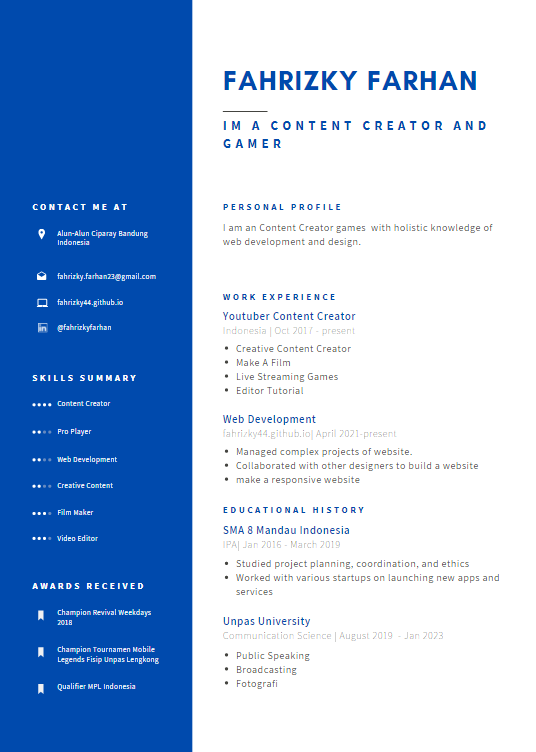 FAHRIZKY FARHAN
IM A CONTENT CREATOR AND
GAMER
CONTACT ME AT
Alun-Alun Ciparay Bandung
Indonesia
fahrizky.farhan23@gmail.com
fahrizky44.github.io
@fahrizkyfarhan
SKILLS SUMMARY
Content Creator
Pro Player
Web Development
Creative Content
Film Maker
Video Editor
AWARDS RECEIVED
Champion Revival Weekdays
2018
Champion Tournamen Mobile
Legends Fisip Unpas Lengkong
Qualifier MPL Indonesia
PERSONAL PROFILE
I am an Content Creator games with holistic knowledge of
web development and design.
WORK EXPERIENCE
Youtuber Content Creator
Indonesia | Oct 2017 - present
Creative Content Creator
Make A Film
Live Streaming Games
Editor Tutorial
Web Development
fahrizky44.github.io| April 2021-present
Managed complex projects of website.
Collaborated with other designers to build a website
make a responsive website
EDUCATIONAL HISTORY
SMA 8 Mandau Indonesia
IPA| Jan 2016 - March 2019
Studied project planning, coordination, and ethics
Worked with various startups on launching new apps and
services
Unpas University
Communication Science | August 2019 - Jan 2023
Public Speaking
Broadcasting
Fotografi